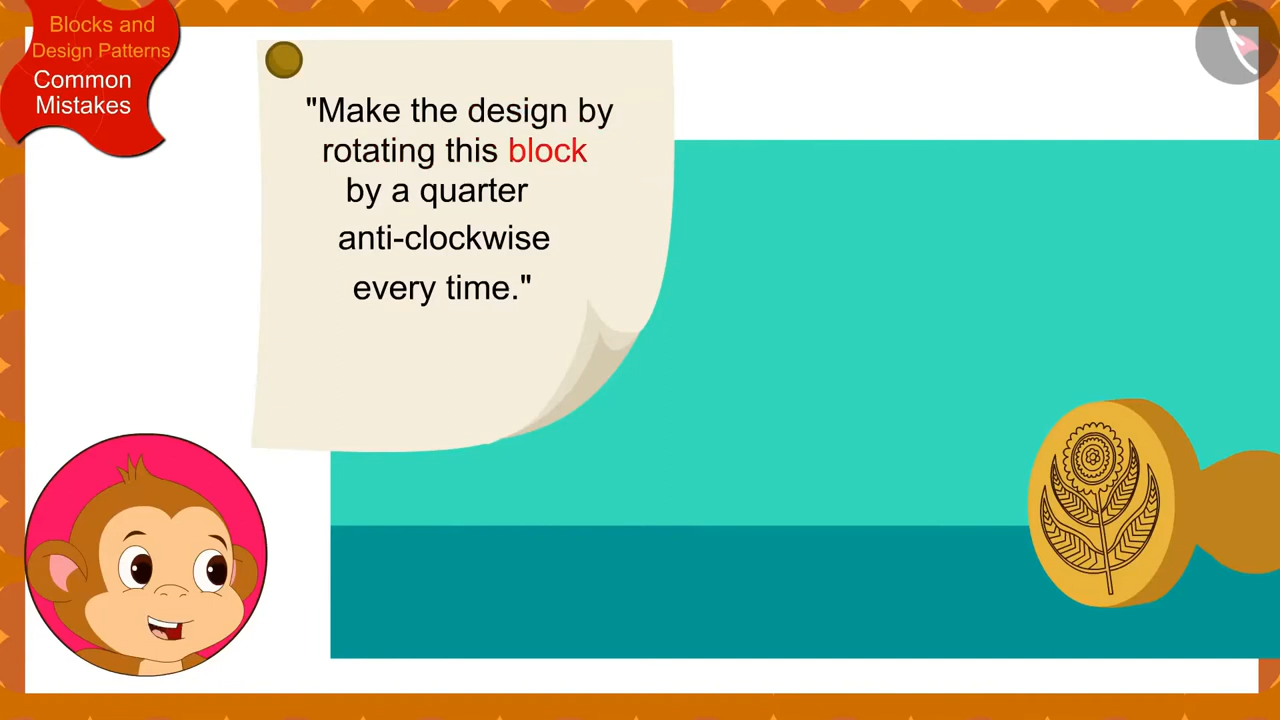 Blocks and
Design Patterns
Common
Mistakes
"Make the design by
rotating this block
by a quarter
anti-clockwise
every time."